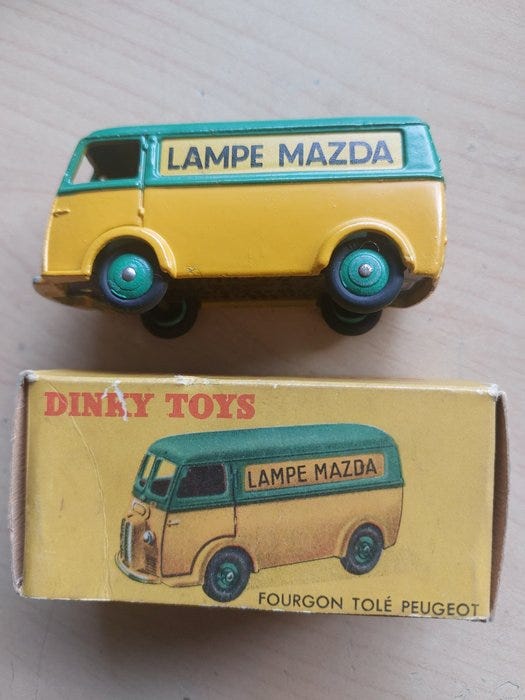 LAMPE MAZDA
DINKY TOYS
LAMPE MAZDA
FOURGON TOLÉ PEUGEOT